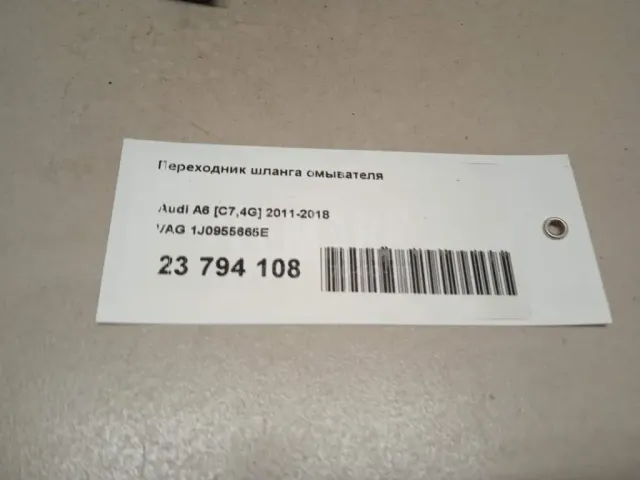 Переходник шланга омывателя
Audi A6 [C7,4G] 2011-2018
VAG 1J0955665E
23 794 108